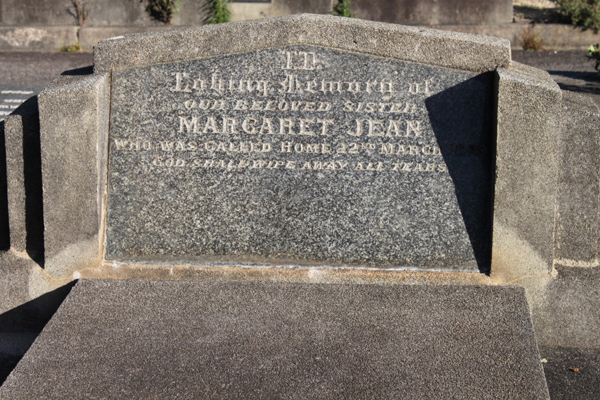 In
Loving Memory of
OUR BELOVED SISTER
MARGARET JEAN
WHO WAS CALLED HOME 22ND MARCH
GOD SHALL WIPE AWAY ALL TEARS